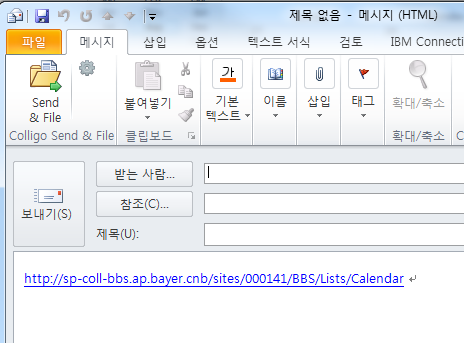 제목 없음 - 메시지 (HTML)
파일 메시지 삽입 옵션 텍스트 서식 검토 IBM Connecti
Send & File
붙여넣기
기본 텍스트
이름
삽입
태그
확대/축소
Colligo Send & File 클립보드 확대/축소 C
보내기(S)
받는 사람...
참조(C)...
제목(U):
http://sp-coll-bbs.ap.bayer.cnb/sites/000141/BBS/Lists/Calendar